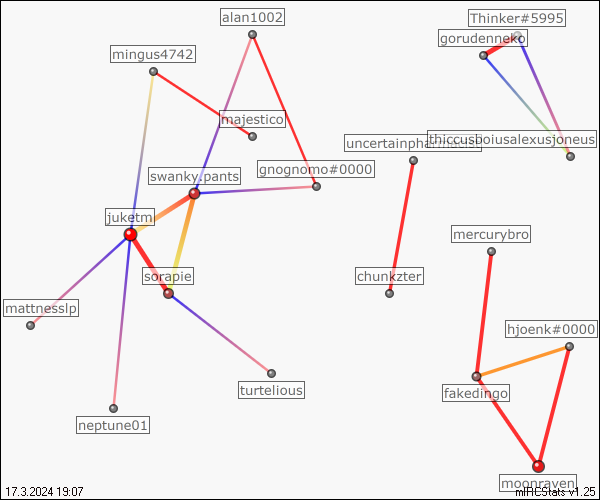 alan1002
Thinker#5995
gorudenneko
mingus4742
majestico
thiccusboiusalexusjoneus
gnognomo#0000
swanky.pants
juketm
mercurybro
sorapie
chunkzter
mattnesslp
hjoenk#0000
turtelious
fakedingo
neptune01
moonraven
17.3.2024 19:07
mIRCStats v1.25